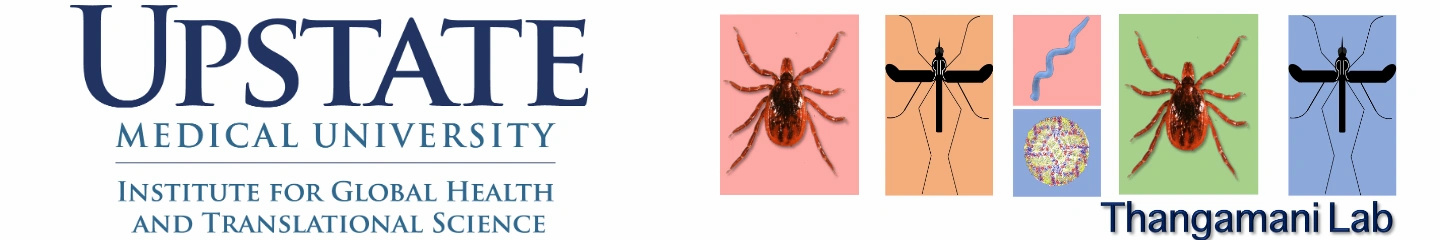 UPSTATE
MEDICAL UNIVERSITY
INSTITUTE FOR GLOBAL HEALTH
AND TRANSLATIONAL SCIENCE
Thangamani Lab